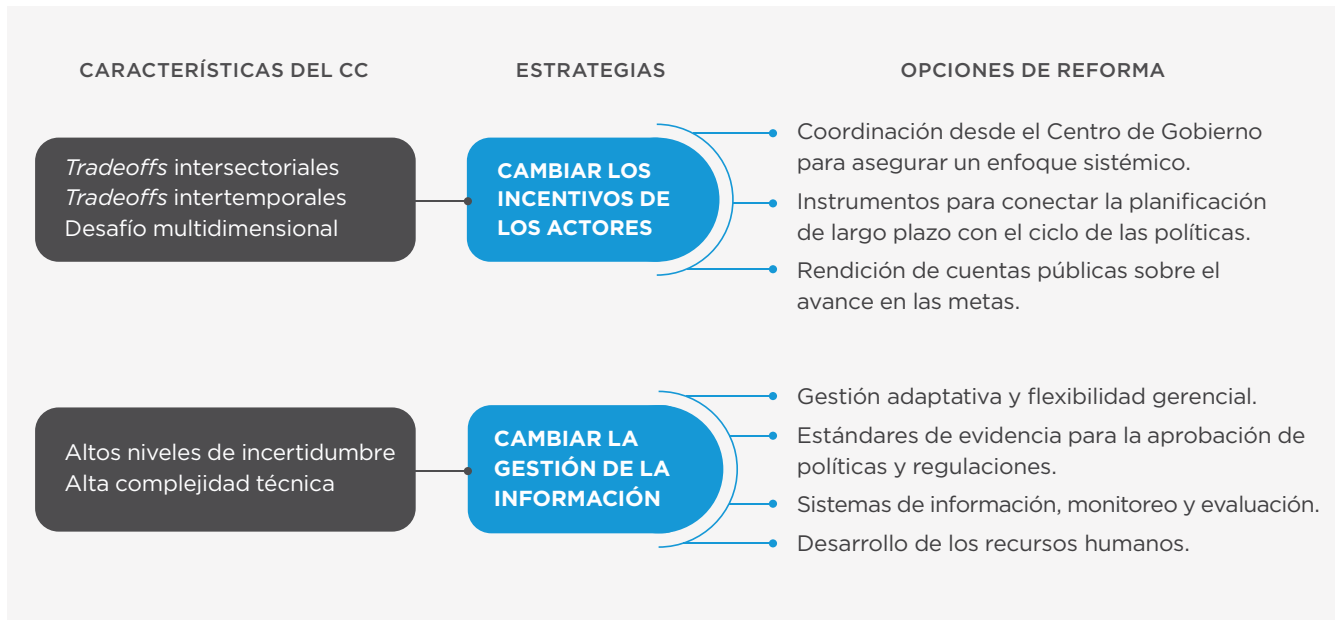 CARACTERÍSTICAS DEL CC
ESTRATEGIAS
OPCIONES DE REFORMA
Tradeoffs intersectoriales
Tradeoffs intertemporales
Desafío multidimensional
CAMBIAR LOS
INCENTIVOS DE
LOS ACTORES
Coordinación desde el Centro de Gobierno
para asegurar un enfoque sistémico.
Instrumentos para conectar la planificación
de largo plazo con el ciclo de las políticas.
Rendición de cuentas públicas sobre el
avance en las metas.
Altos niveles de incertidumbre
Alta complejidad técnica
CAMBIAR LA
GESTIÓN DE LA
INFORMACIÓN
Gestión adaptativa y flexibilidad gerencial.
Estándares de evidencia para la aprobación de
políticas y regulaciones.
Sistemas de información, monitoreo y evaluación.
Desarrollo de los recursos humanos.